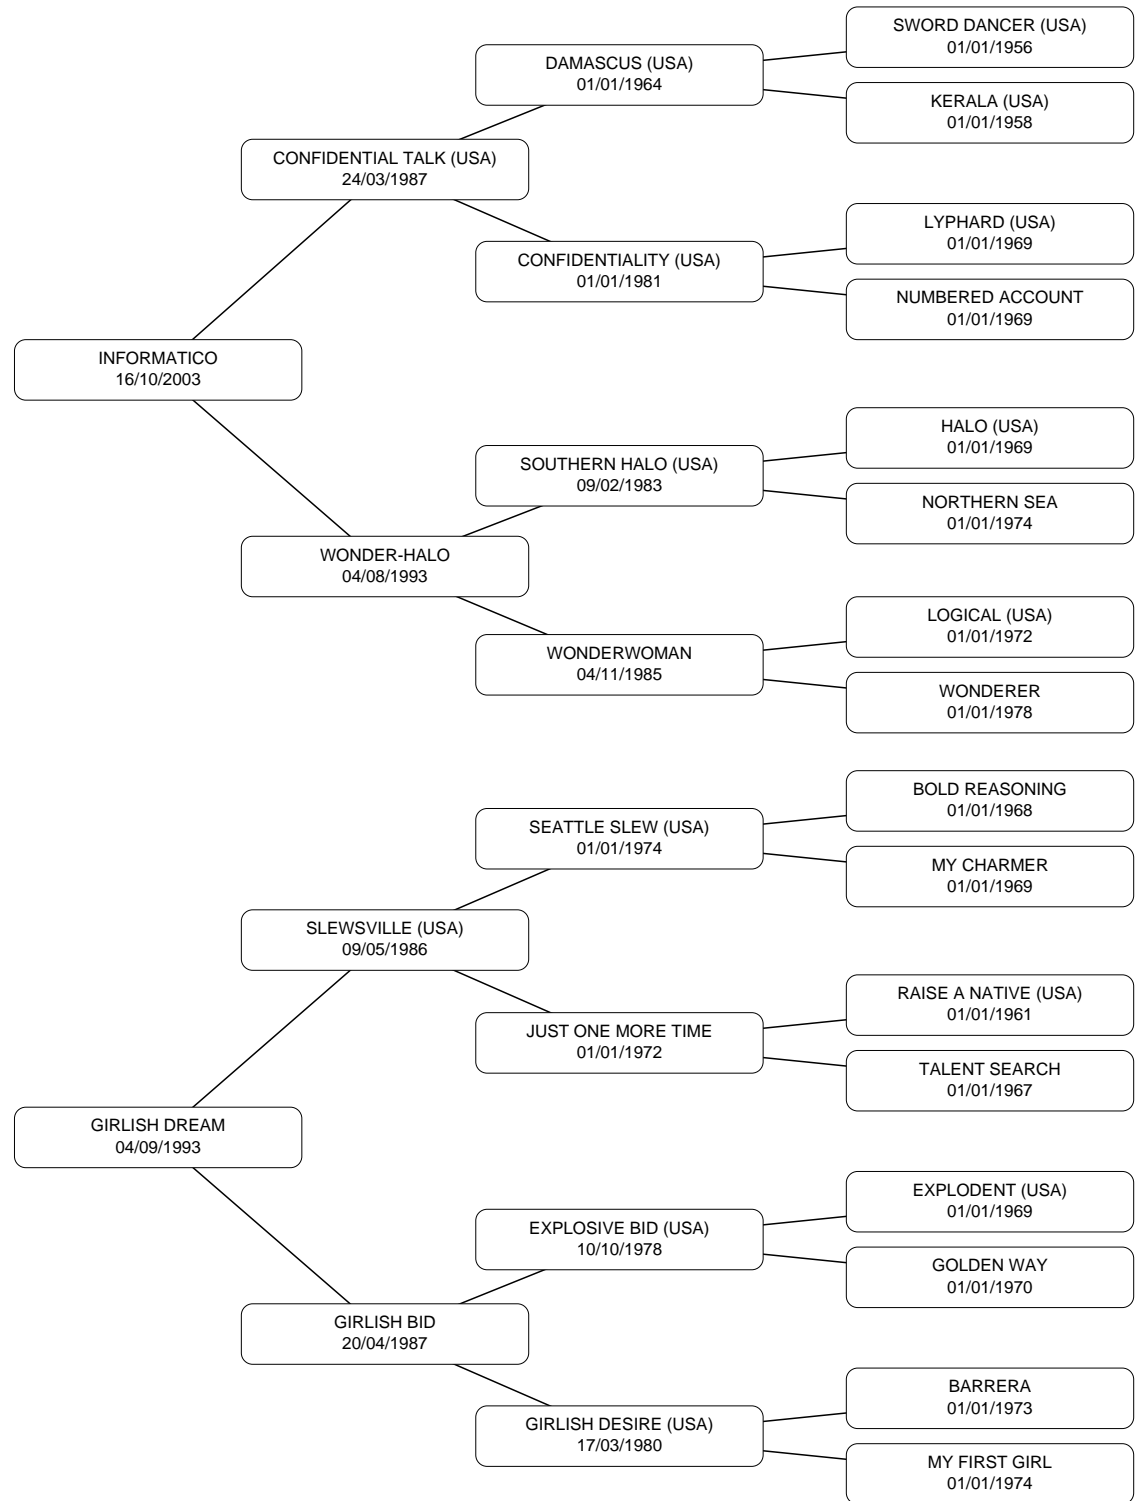 SWORD DANCER (USA)
01/01/1956
DAMASCUS (USA)
01/01/1964
KERALA (USA)
01/01/1958
CONFIDENTIAL TALK (USA)
24/03/1987
LYPHARD (USA)
01/01/1969
CONFIDENTIALITY (USA)
01/01/1981
NUMBERED ACCOUNT
01/01/1969
INFORMATICO
16/10/2003
HALO (USA)
01/01/1969
SOUTHERN HALO (USA)
09/02/1983
NORTHERN SEA
01/01/1974
WONDER-HALO
04/08/1993
LOGICAL (USA)
01/01/1972
WONDERWOMAN
04/11/1985
WONDERER
01/01/1978
BOLD REASONING
01/01/1968
SEATTLE SLEW (USA)
01/01/1974
MY CHARMER
01/01/1969
SLEWSVILLE (USA)
09/05/1986
RAISE A NATIVE (USA)
01/01/1961
JUST ONE MORE TIME
01/01/1972
TALENT SEARCH
01/01/1967
GIRLISH DREAM
04/09/1993
EXPLODENT (USA)
01/01/1969
EXPLOSIVE BID (USA)
10/10/1978
GOLDEN WAY
01/01/1970
GIRLISH BID
20/04/1987
BARRERA
01/01/1973
GIRLISH DESIRE (USA)
17/03/1980
MY FIRST GIRL
01/01/1974